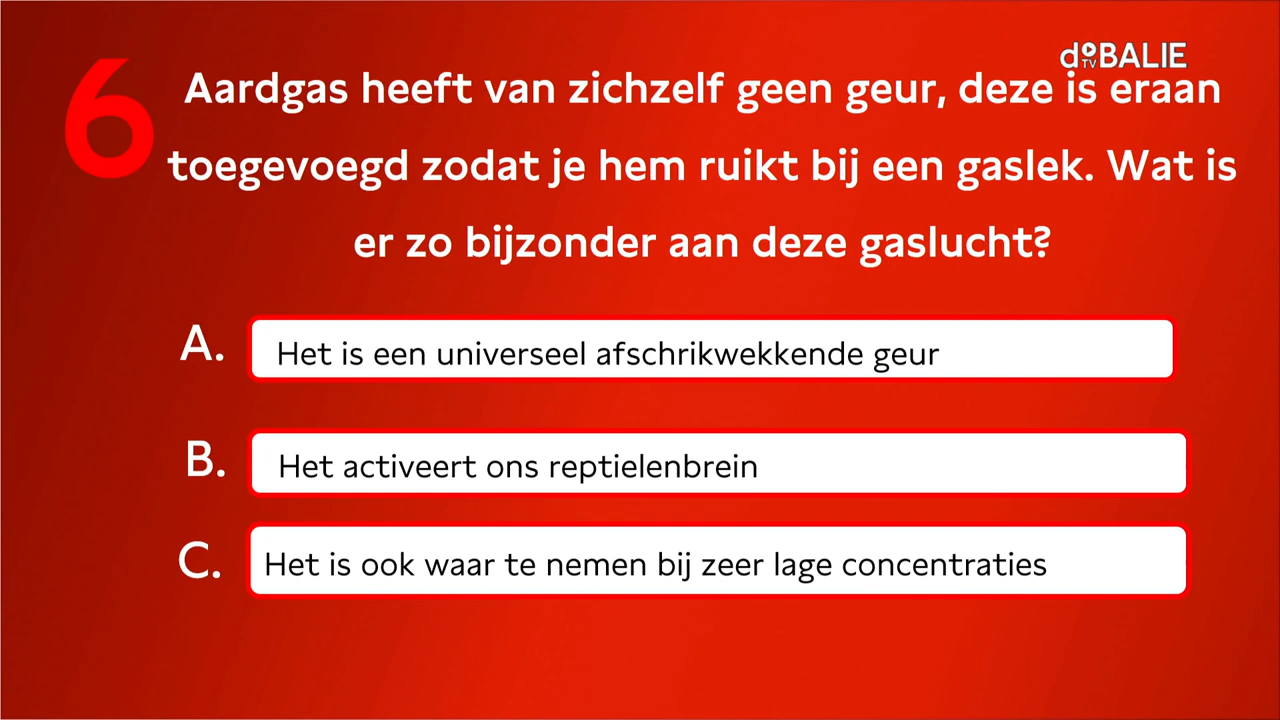 de BALIE
TV
6
Aardgas heeft van zichzelf geen geur, deze is eraan
toegevoegd zodat je hem ruikt bij een gaslek. Wat is
er zo bijzonder aan deze gaslucht?
A. Het is een universeel afschrikwekkende geur
B. Het activeert ons reptielenbrein
C. Het is ook waar te nemen bij zeer lage concentraties